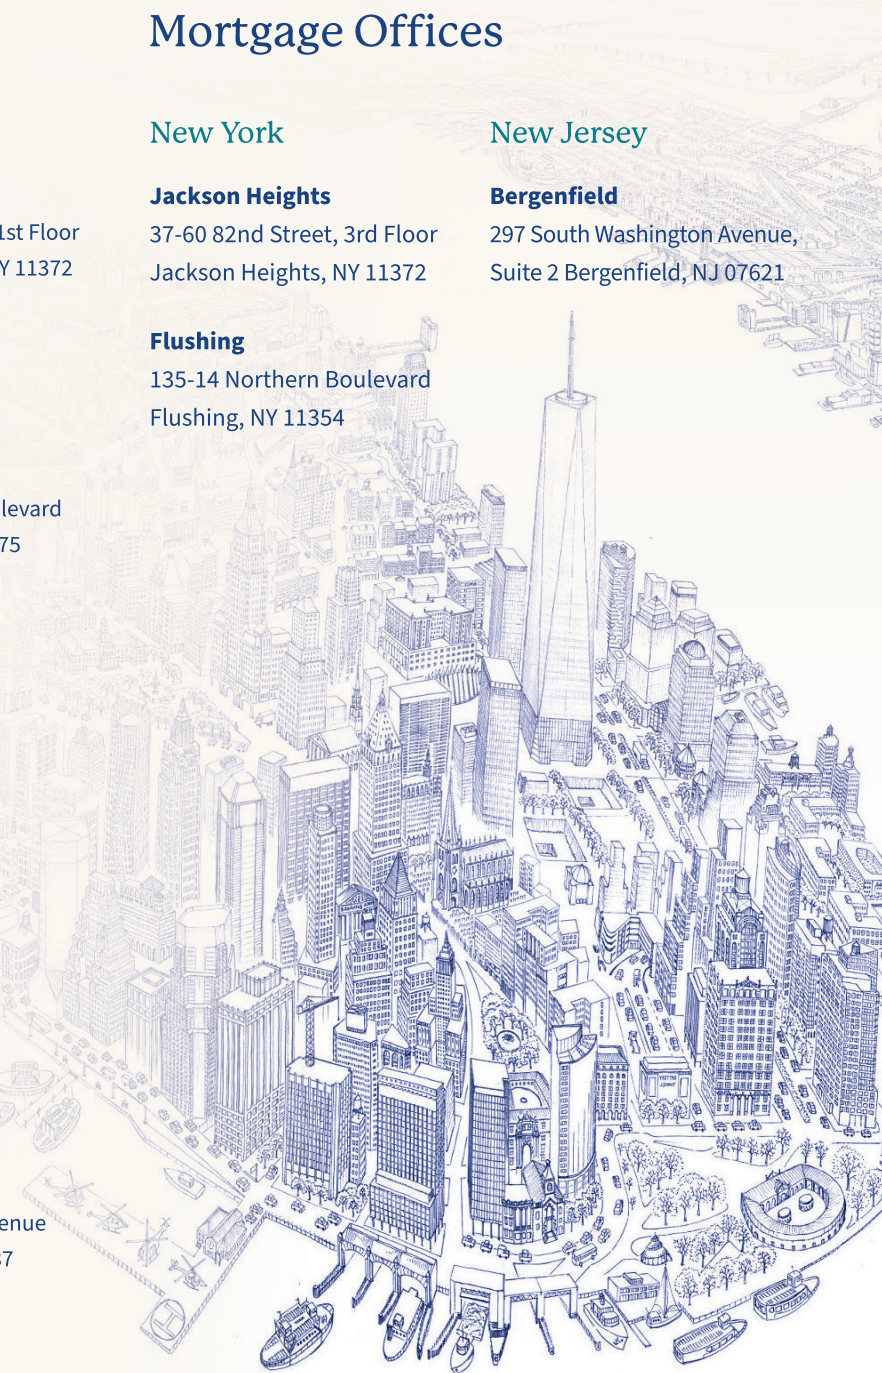 Mortgage Offices
New York
Jackson Heights
37-60 82nd Street, 3rd Floor
Jackson Heights, NY 11372
Flushing
135-14 Northern Boulevard
Flushing, NY 11354
New Jersey
Bergenfield
297 South Washington Avenue,
Suite 2 Bergenfield, NJ 07621
1st Floor
Y 11372
levard
75
enue
37